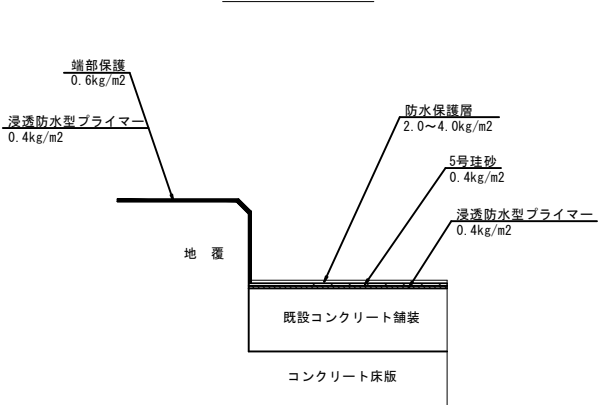 端部保護
0.6kg/m2
浸透防水型プライマー
0.4kg/m2
防水保護層
2.0～4.0kg/m2
5号珪砂
0.4kg/m2
浸透防水型プライマー
0.4kg/m2
地　覆
既設コンクリート舗装
コンクリート床版